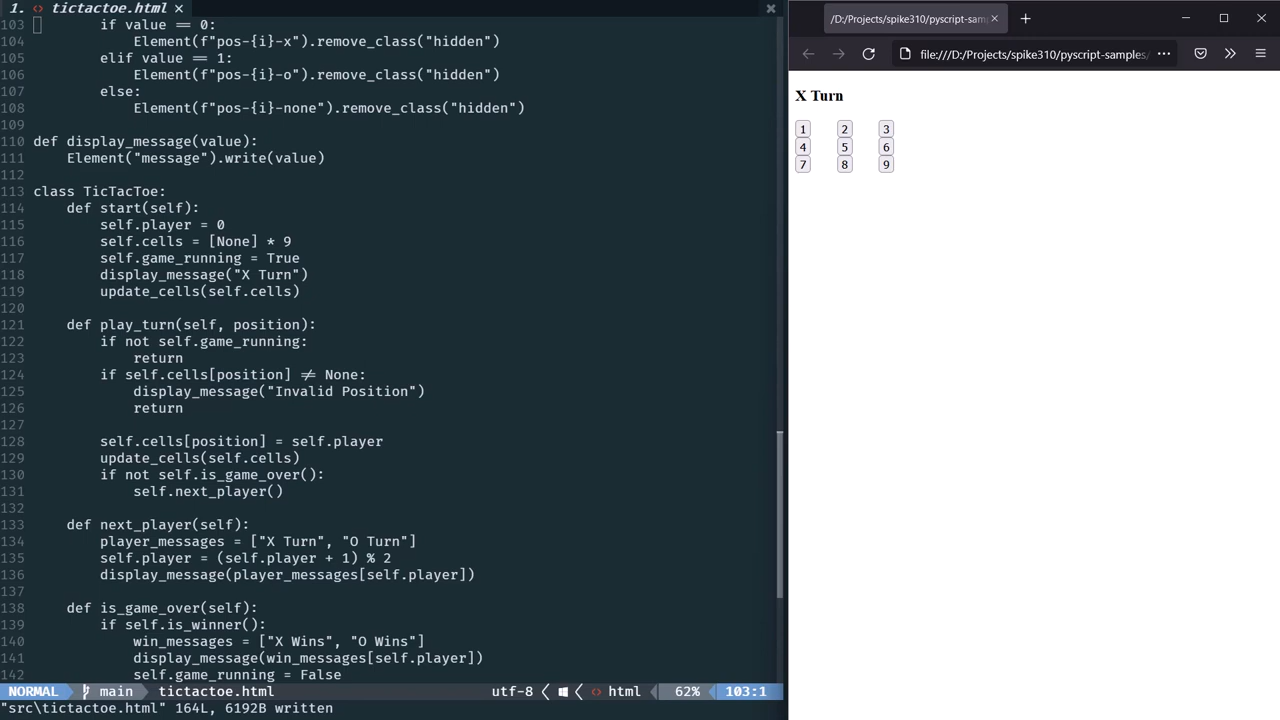 1. <> tictactoe.html ×
103         if value == 0:
104             Element(f"pos-{i}-x").remove_class("hidden")
105         elif value == 1:
106             Element(f"pos-{i}-o").remove_class("hidden")
107         else:
108             Element(f"pos-{i}-none").remove_class("hidden")
109
110 def display_message(value):
111     Element("message").write(value)
112
113 class TicTacToe:
114     def start(self):
115         self.player = 0
116         self.cells = [None] * 9
117         self.game_running = True
118         display_message("X Turn")
119         update_cells(self.cells)
120
121     def play_turn(self, position):
122         if not self.game_running:
123             return
124         if self.cells[position] != None:
125             display_message("Invalid Position")
126             return
127
128         self.cells[position] = self.player
129         update_cells(self.cells)
130         if not self.is_game_over():
131             self.next_player()
132
133     def next_player(self):
134         player_messages = ["X Turn", "O Turn"]
135         self.player = (self.player + 1) % 2
136         display_message(player_messages[self.player])
137
138     def is_game_over(self):
139         if self.is_winner():
140             win_messages = ["X Wins", "O Wins"]
141             display_message(win_messages[self.player])
142             self.game_running = False
NORMAL main tictactoe.html utf-8 < < <> html 62% 103:1
"src\tictactoe.html" 164L, 6192B written
/D:/Projects/spike310/pyscript-sam
file:///D:/Projects/spike310/pyscript-samples/
X Turn
1 2 3
4 5 6
7 8 9